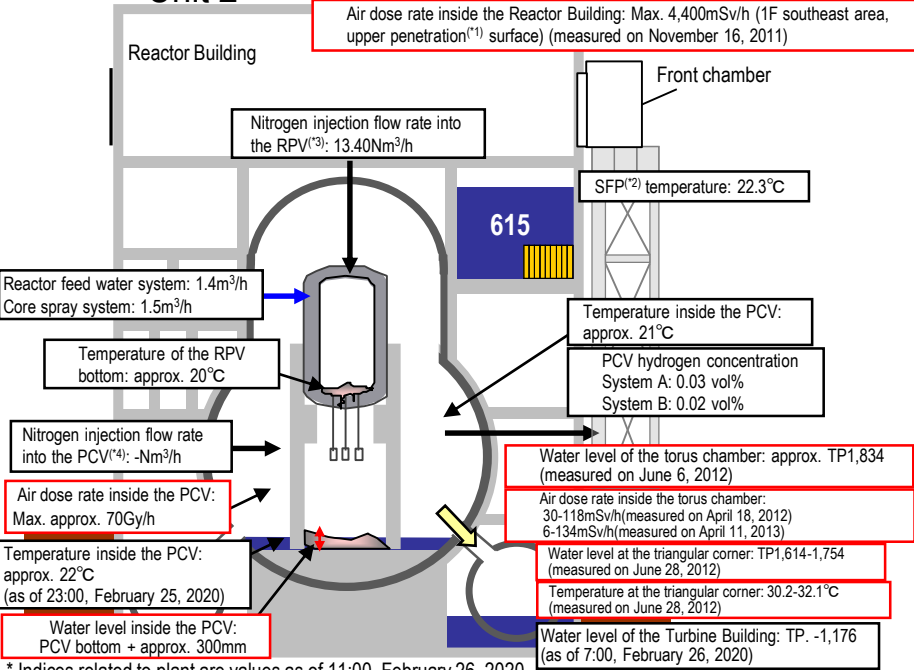 Unit 2
Air dose rate inside the Reactor Building: Max. 4,400mSv/h (1F southeast area,
upper penetration(*1) surface) (measured on November 16, 2011)
Reactor Building
Front chamber
Nitrogen injection flow rate into
the RPV(*3): 13.40Nm3/h
SFP(*2) temperature: 22.3℃
615
Reactor feed water system: 1.4m3/h
Core spray system: 1.5m3/h
Temperature inside the PCV:
approx. 21℃
Temperature of the RPV
bottom: approx. 20℃
PCV hydrogen concentration
System A: 0.03 vol%
System B: 0.02 vol%
Nitrogen injection flow rate
into the PCV(*4): -Nm3/h
Water level of the torus chamber: approx. TP1,834
(measured on June 6, 2012)
Air dose rate inside the PCV:
Max. approx. 70Gy/h
Air dose rate inside the torus chamber:
30-118mSv/h(measured on April 18, 2012)
6-134mSv/h(measured on April 11, 2013)
Temperature inside the PCV:
approx. 22℃
(as of 23:00, February 25, 2020)
Water level at the triangular corner: TP1,614-1,754
(measured on June 28, 2012)
Temperature at the triangular corner: 30.2-32.1℃
(measured on June 28, 2012)
Water level inside the PCV:
PCV bottom + approx. 300mm
Water level of the Turbine Building: TP. -1,176
(as of 7:00, February 26, 2020)
* Indices related to plant are values as of 11:00, February 26, 2020